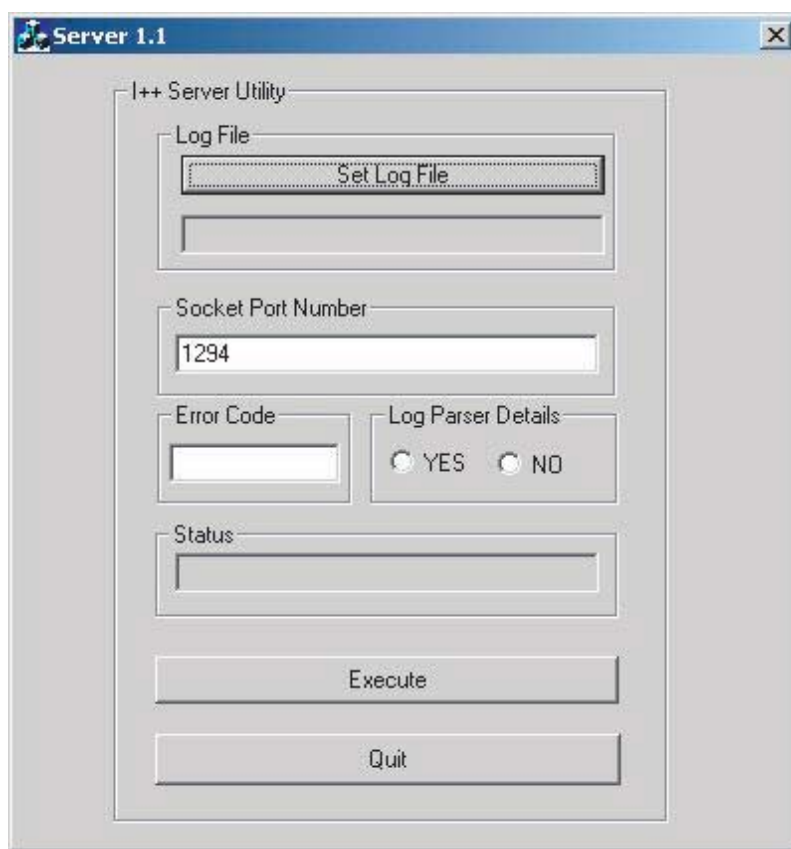 Server 1.1
I++ Server Utility
Log File
Set Log File
Socket Port Number
1294
Error Code
Log Parser Details
YES
NO
Status
Execute
Quit